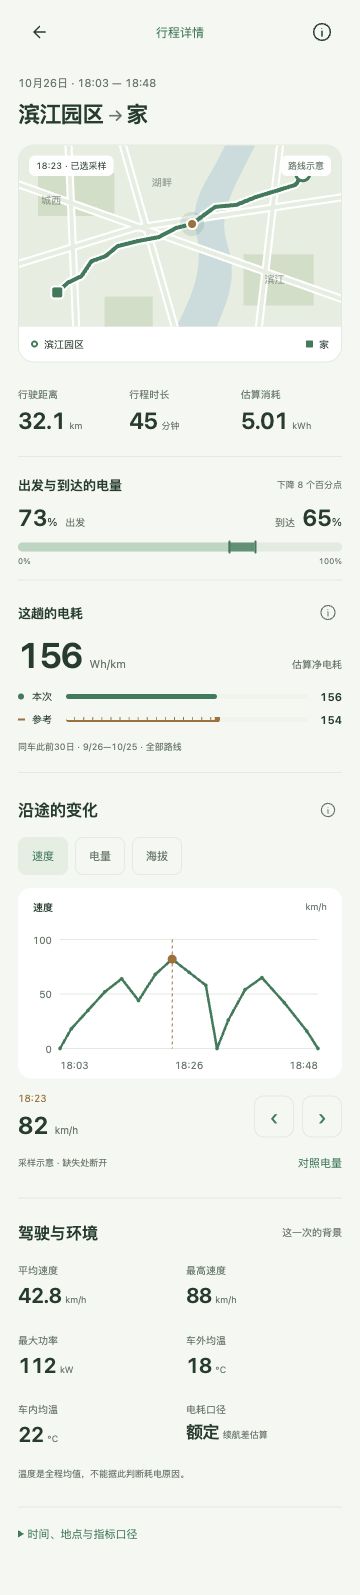 行程详情
10月26日 · 18:03 — 18:48
滨江园区 → 家
18:23 · 已选采样
路线示意
湖畔
城西
滨江
滨江园区
家
行驶距离 行程时长 估算消耗
32.1 km 45 分钟 5.01 kWh
出发与到达的电量 下降 8 个百分点
73% 出发 到达 65%
0% 100%
这趟的电耗
156 Wh/km 估算净电耗
本次 156
参考 154
同车此前30日 · 9/26—10/25 · 全部路线
沿途的变化
速度 电量 海拔
速度 km/h
100
50
0
18:03 18:26 18:48
18:23
82 km/h
‹ ›
采样示意 · 缺失处断开 对照电量
驾驶与环境 这一次的背景
平均速度 最高速度
42.8 km/h 88 km/h
最大功率 车外均温
112 kW 18 °C
车内均温 电耗口径
22 °C 额定 续航差估算
温度是全程均值，不能据此判断耗电原因。
时间、地点与指标口径